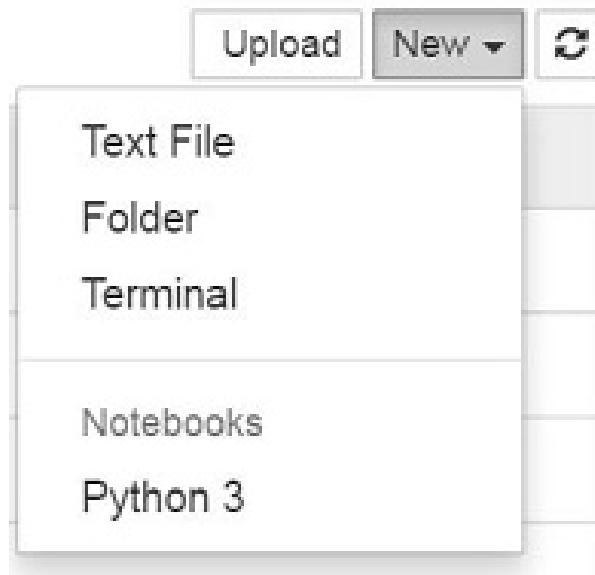 Upload New
Text File
Folder
Terminal
Notebooks
Python 3